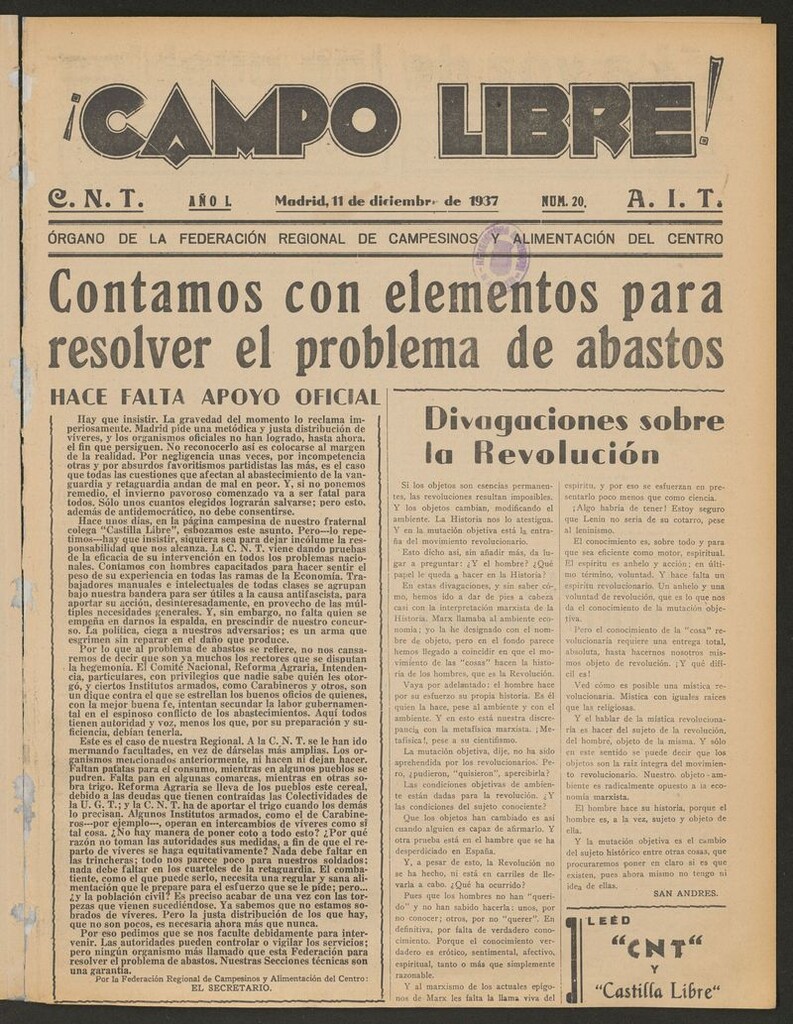 ¡CAMPO LIBRE!
C. N. T.
AÑO I.
Madrid, 11 de diciembre de 1937
NUM. 20.
A. I. T.
ÓRGANO DE LA FEDERACIÓN REGIONAL DE CAMPESINOS Y ALIMENTACIÓN DEL CENTRO
Contamos con elementos para
resolver el problema de abastos
HACE FALTA APOYO OFICIAL
Hay que insistir. La gravedad del momento lo reclama im-
periosamente. Madrid pide una metódica y justa distribución de
víveres, y los organismos oficiales no han logrado, hasta ahora,
el fin que persiguen. No reconocerlo así es colocarse al margen
de la realidad. Por negligencia unas veces, por incompetencia
otras y por absurdos favoritismos partidistas las más, es el caso
que todas las cuestiones que afectan al abastecimiento de la van-
guardia y retaguardia andan de mal en peor. Y, si no ponemos
remedio, el invierno pavoroso comenzado va a ser fatal para
todos. Sólo unos cuantos elegidos lograrán salvarse; pero esto,
además de antidemocrático, no debe consentirse.
Hace unos días, en la página campesina de nuestro fraternal
colega "Castilla Libre", esbozamos este asunto. Pero—lo repe-
timos—hay que insistir, siquiera sea para dejar incólume la res-
ponsabilidad que nos alcanza. La C. N. T. viene dando pruebas
de la eficacia de su intervención en todos los problemas nacio-
nales. Contamos con hombres capacitados para hacer sentir el
peso de su experiencia en todas las ramas de la Economía. Tra-
bajadores manuales e intelectuales de todas clases se agrupan
bajo nuestra bandera para ser útiles a la causa antifascista, para
aportar su acción, desinteresadamente, en provecho de las múl-
tiples necesidades generales. Y, sin embargo, no falta quien se
empeña en darnos la espalda, en prescindir de nuestro concur-
so. La política, ciega a nuestros adversarios; es un arma que
esgrimen sin reparar en el daño que produce.
Por lo que al problema de abastos se refiere, no nos cansa-
remos de decir que son ya muchos los rectores que se disputan
la hegemonía. El Comité Nacional, Reforma Agraria, Intenden-
cia, particulares, con privilegios que nadie sabe quién les otor-
gó, y ciertos Institutos armados, como Carabineros y otros, son
un dique contra el que se estrellan los buenos oficios de quienes,
con la mejor buena fe, intentan secundar la labor gubernamen-
tal en el espinoso conflicto de los abastecimientos. Aquí todos
tienen autoridad y voz, menos los que, por su preparación y su-
ficiencia, debían tenerla.
Este es el caso de nuestra Regional. A la C. N. T. se le han ido
mermando facultades, en vez de dárselas más amplias. Los or-
ganismos mencionados anteriormente, ni hacen ni dejan hacer.
Faltan patatas para el consumo, mientras en algunos pueblos se
pudren. Falta pan en algunas comarcas, mientras en otras so-
bra trigo. Reforma Agraria se lleva de los pueblos este cereal,
debido a las deudas que tienen contraídas las Colectividades de
la U. G. T.; y la C. N. T. ha de aportar el trigo cuando los demás
lo precisan. Algunos Institutos armados, como el de Carabine-
ros—por ejemplo—, operan en intercambios de víveres como si
tal cosa. ¿No hay manera de poner coto a todo esto? ¿Por qué
razón no toman las autoridades sus medidas, a fin de que el re-
parto de víveres se haga equitativamente? Nada debe faltar en
las trincheras; todo nos parece poco para nuestros soldados;
nada debe faltar en los cuarteles de la retaguardia. El comba-
tiente, como el que puede serlo, necesita una regular y sana ali-
mentación que le prepare para el esfuerzo que se le pide; pero...
¿y la población civil? Es preciso acabar de una vez con las tor-
pezas que vienen sucediéndose. Ya sabemos que no estamos so-
brados de víveres. Pero la justa distribución de los que hay,
que no son pocos, es necesaria ahora más que nunca.
Por eso pedimos que se nos faculte debidamente para inter-
venir. Las autoridades pueden controlar o vigilar los servicios;
pero ningún organismo más llamado que esta Federación para
resolver el problema de abastos. Nuestras Secciones técnicas son
una garantía.
Por la Federación Regional de Campesinos y Alimentación del Centro:
EL SECRETARIO.
Divagaciones sobre
la Revolución
Si los objetos son esencias permanen-
tes, las revoluciones resultan imposibles.
Y los objetos cambian, modificando el
ambiente. La Historia nos lo atestigua.
Y en la mutación objetiva está la entra-
ña del movimiento revolucionario.
Esto dicho así, sin añadir más, da lu-
gar a preguntar: ¿Y el hombre? ¿Qué
papel le queda a hacer en la Historia?
En estas divagaciones, y sin saber có-
mo, hemos ido a dar de pies a cabeza
casi con la interpretación marxista de la
Historia. Marx llamaba al ambiente eco-
nomía; yo la he designado con el nom-
bre de objeto, pero en el fondo parece
hemos llegado a coincidir en que el mo-
vimiento de las "cosas" hacen la histo-
ria de los hombres, que es la Revolución.
Vaya por adelantado: el hombre hace
por su esfuerzo su propia historia. Es él
quien la hace, pese al ambiente y con el
ambiente. Y en esto está nuestra discre-
pancia con la metafísica marxista. ¡Me-
tafísica!, pese a su cientifismo.
La mutación objetiva, dije, no ha sido
aprehendida por los revolucionarios. Pe-
ro, ¿pudieron, "quisieron", apercibirla?
Las condiciones objetivas de ambien-
te están dadas para la revolución. ¿Y
las condiciones del sujeto conociente?
Que los objetos han cambiado es así
cuando alguien es capaz de afirmarlo. Y
otra prueba está en el hambre que se ha
desperdiciado en España.
Y, a pesar de esto, la Revolución no
se ha hecho, ni está en carriles de lle-
varla a cabo. ¿Qué ha ocurrido?
Pues que los hombres no han "queri-
do" y no han sabido hacerla: unos, por
no conocer; otros, por no "querer". En
definitiva, por falta de verdadero cono-
cimiento. Porque el conocimiento ver-
dadero es erótico, sentimental, afectivo,
espiritual, tanto o más que simplemente
razonable.
Y al marxismo de los actuales epígo-
nos de Marx les falta la llama viva del
espíritu, y por eso se esfuerzan en pre-
sentarlo poco menos que como ciencia.
¡Algo habría de tener! Estoy seguro
que Lenin no sería de su cotarro, pese
al leninismo.
El conocimiento es, sobre todo y para
que sea eficiente como motor, espiritual.
El espíritu es anhelo y acción; en úl-
timo término, voluntad. Y hace falta un
espíritu revolucionario. Un anhelo y una
voluntad de revolución, que es lo que nos
da el conocimiento de la mutación obje-
tiva.
Pero el conocimiento de la "cosa" re-
volucionaria requiere una entrega total,
absoluta, hasta hacernos nosotros mis-
mos objeto de revolución. ¡Y qué difí-
cil es!
Ved cómo es posible una mística re-
volucionaria. Mística con iguales raíces
que las religiosas.
Y el hablar de la mística revoluciona-
ria es hacer del sujeto de la revolución,
del hombre, objeto de la misma. Y sólo
en este sentido se puede decir que los
objetos son la raíz íntegra del movimien-
to revolucionario. Nuestro objeto-am-
biente es radicalmente opuesto a la eco-
nomía marxista.
El hombre hace su historia, porque el
hombre es, a la vez, sujeto y objeto de
ella.
Y la mutación objetiva es el cambio
del sujeto histórico entre otras cosas, que
procuraremos poner en claro si es que
existen, pues ahora mismo no tengo ni
idea de ellas.
SAN ANDRES.
LEED
"CNT"
Y
"Castilla Libre"